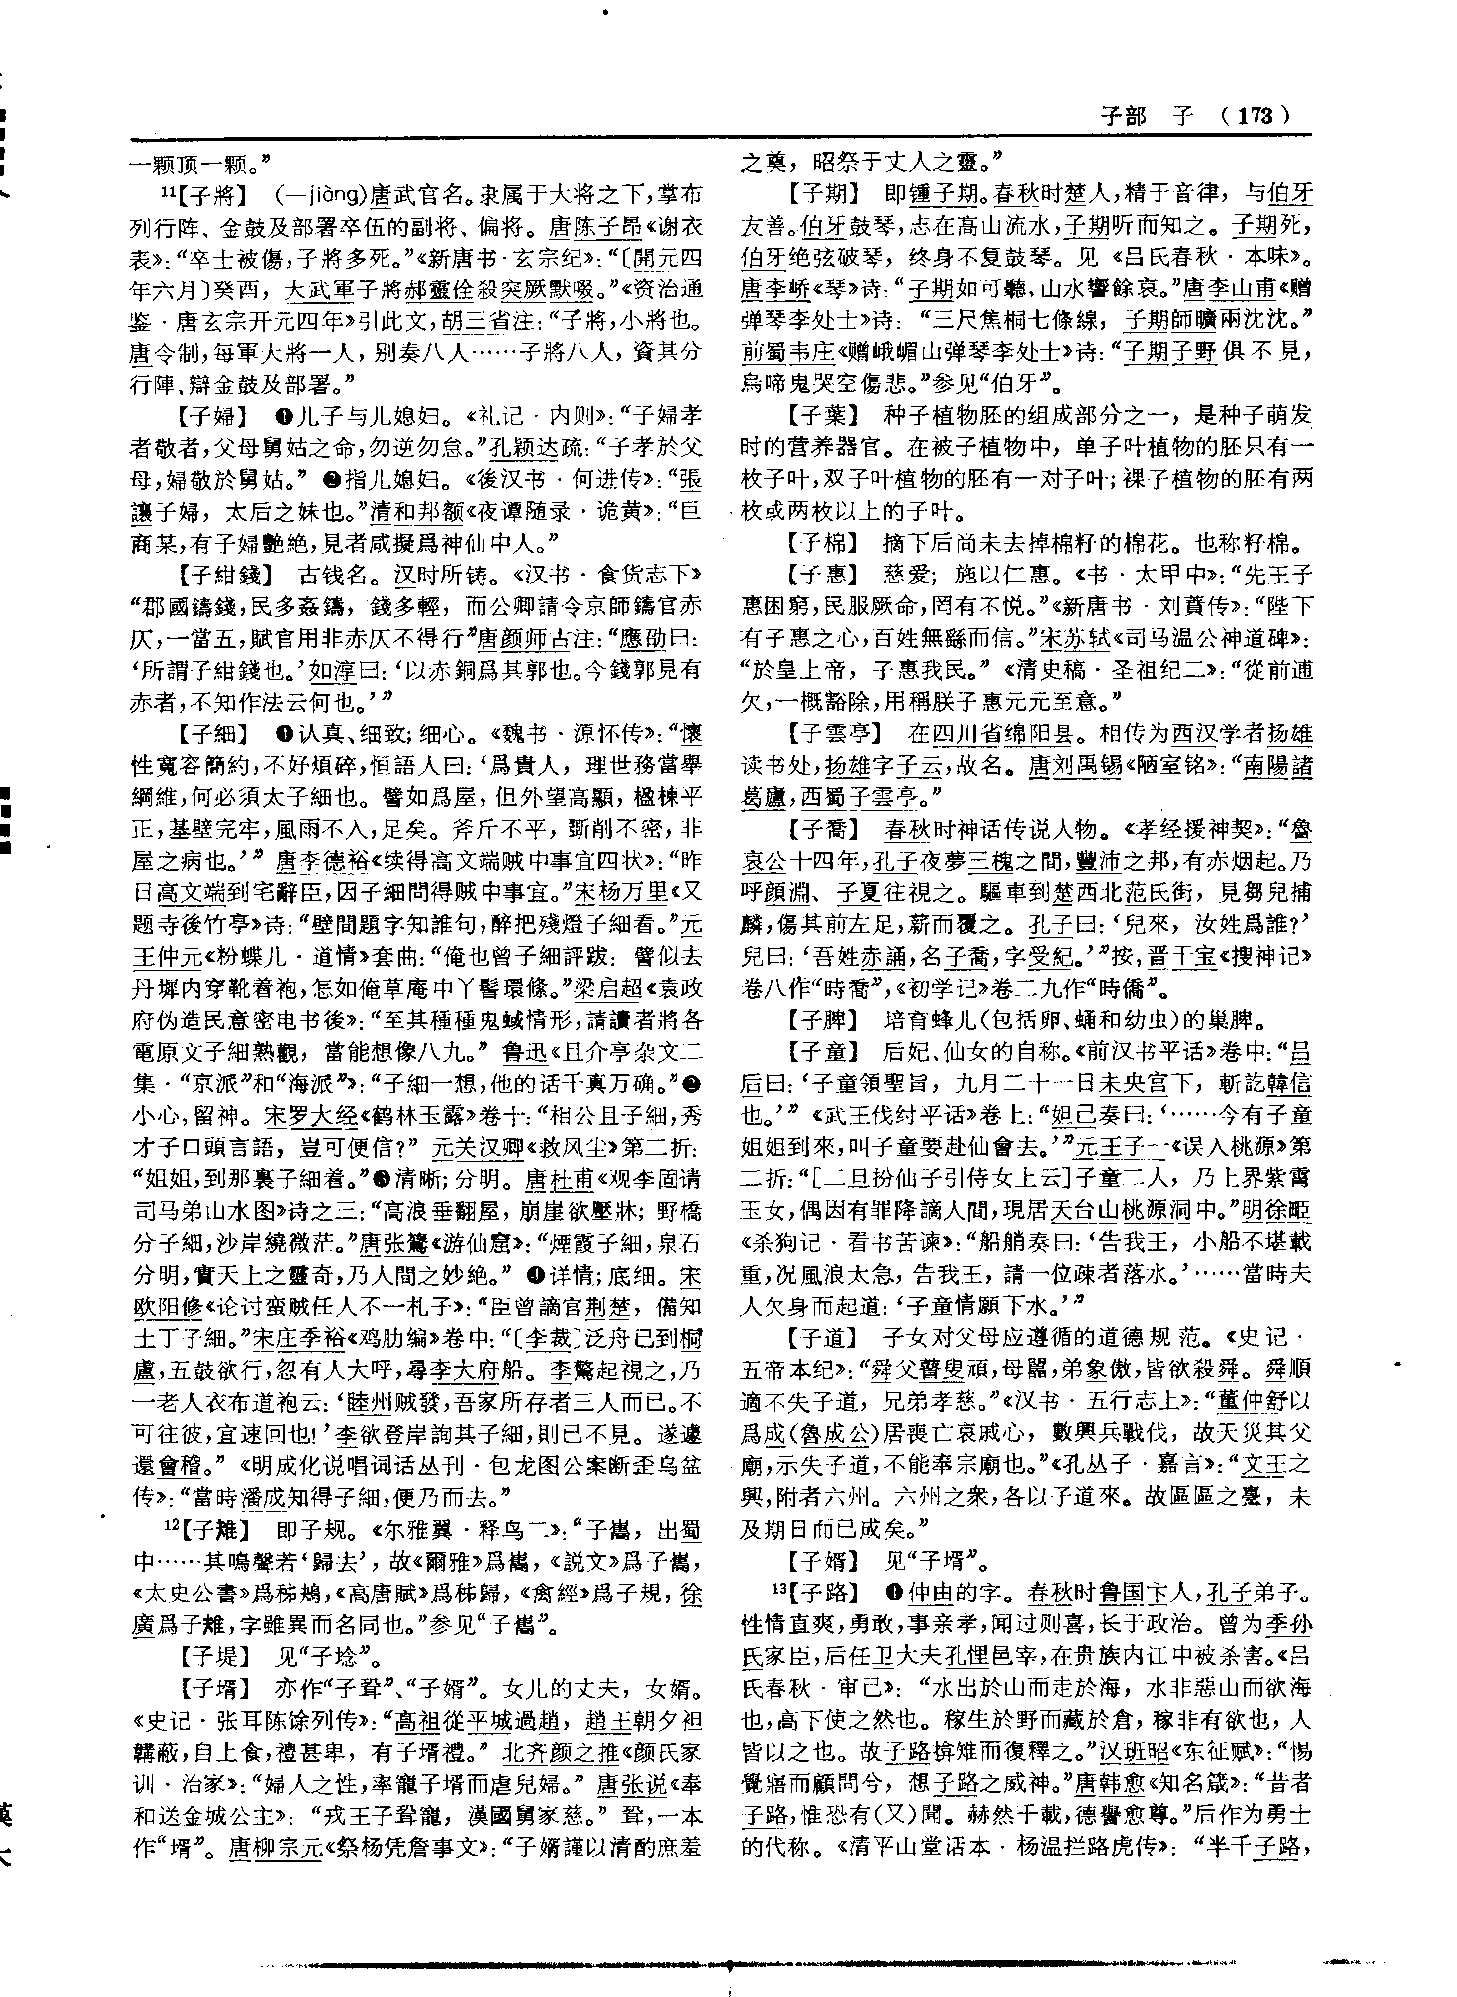 子部　子　(173)
一颗顶一颗。”
11【子將】　(一jiàng)唐武官名。隶属于大将之下,掌布
列行阵、金鼓及部署卒伍的副将、偏将。唐陈子昂《谢衣
表》:“卒士被傷,子將多死。”《新唐书·玄宗纪》:“〔開元四
年六月〕癸酉,大武軍子將郝靈佺殺突厥默啜。”《资治通
鉴·唐玄宗开元四年》引此文,胡三省注:“子將,小將也。
唐令制,每軍大將一人,别奏八人……子將八人,資其分
行陣、辯金鼓及部署。”
【子婦】　❶儿子与儿媳妇。《礼记·内则》:“子婦孝
者敬者,父母舅姑之命,勿逆勿怠。”孔颖达疏:“子孝於父
母,婦敬於舅姑。”❷指儿媳妇。《後汉书·何进传》:“張
讓子婦,太后之妹也。”清和邦额《夜谭随录·诡黄》:“巨
商某,有子婦艷絶,見者咸擬爲神仙中人。”
【子紺錢】　古钱名。汉时所铸。《汉书·食货志下》
“郡國鑄錢,民多姦鑄,錢多輕,而公卿請令京師鑄官赤
仄,一當五,賦官用非赤仄不得行”唐颜师古注:“應劭曰:
‘所謂子紺錢也。’如淳曰:‘以赤銅爲其郭也。今錢郭見有
赤者,不知作法云何也。’”
【子細】　❶认真、细致;细心。《魏书·源怀传》:“懷
性寬容簡約,不好煩碎,恒語人曰:‘爲貴人,理世務當舉
綱維,何必須太子細也。譬如爲屋,但外望高顯,楹棟平
正,基壁完牢,風雨不入,足矣。斧斤不平,斲削不密,非
屋之病也。’”唐李德裕《续得高文端贼中事宜四状》:“昨
日高文端到宅辭臣,因子細問得贼中事宜。”宋杨万里《又
题寺後竹亭》诗:“壁間題字知誰句,醉把殘燈子細看。”元
王仲元《粉蝶儿·道情》套曲:“俺也曾子細評跋:譬似去
丹墀内穿靴着袍,怎如俺草庵中丫髻環絛。”梁启超《袁政
府伪造民意密电书後》:“至其種種鬼蜮情形,請讀者將各
電原文子細熟觀,當能想像八九。”鲁迅《且介亭杂文二
集·“京派”和“海派”》:“子細一想,他的话千真万确。”❷
小心,留神。宋罗大经《鹤林玉露》卷十:“相公且子細,秀
才子口頭言語,豈可便信?”元关汉卿《救风尘》第二折:
“姐姐,到那裏子細着。”❸清晰;分明。唐杜甫《观李固请
司马弟山水图》诗之三:“高浪垂翻屋,崩崖欲壓牀;野橋
分子細,沙岸繞微茫。”唐张鷟《游仙窟》:“煙霞子細,泉石
分明,實天上之靈奇,乃人間之妙絶。”❹详情;底细。宋
欧阳修《论讨蛮贼任人不一札子》:“臣曾謫官荆楚,備知
土丁子細。”宋庄季裕《鸡肋编》卷中:“〔李裁〕泛舟已到桐
盧,五鼓欲行,忽有人大呼,尋李大府船。李驚起視之,乃
一老人衣布道袍云:‘睦州贼發,吾家所存者三人而已。不
可往彼,宜速回也!’李欲登岸詢其子細,則已不見。遂遽
還會稽。”《明成化说唱词话丛刊·包龙图公案断歪乌盆
传》:“當時潘成知得子細,便乃而去。”
12【子巂】　即子规。《尔雅翼·释鸟二》:“子巂,出蜀
中……其鳴聲若‘歸去’,故《爾雅》爲巂,《説文》爲子巂,
《太史公書》爲秭鴂,《高唐賦》爲秭歸,《禽經》爲子規,徐
廣爲子雉,字雖異而名同也。”参见“子巂”。
【子堤】　见“子埝”。
【子壻】　亦作“子聟”、“子婿”。女儿的丈夫,女婿。
《史记·张耳陈馀列传》:“高祖從平城過趙,趙王朝夕袒
韝蔽,自上食,禮甚卑,有子壻禮。”北齐颜之推《颜氏家
训·治家》:“婦人之性,率寵子壻而虐兒婦。”唐张说《奉
和送金城公主》:“戎王子聟寵,漢國舅家慈。”聟,一本
作“壻”。唐柳宗元《祭杨凭詹事文》:“子婿謹以清酌庶羞
之奠,昭祭于丈人之靈。”
【子期】　即鍾子期。春秋时楚人,精于音律,与伯牙
友善。伯牙鼓琴,志在高山流水,子期听而知之。子期死,
伯牙绝弦破琴,终身不复鼓琴。见《吕氏春秋·本味》。
唐李峤《琴》诗:“子期如可聽,山水響餘哀。”唐李山甫《赠
弹琴李处士》诗:“三尺焦桐七條線,子期師曠兩沈沈。”
前蜀韦庄《赠峨嵋山弹琴李处士》诗:“子期子野俱不見,
烏啼鬼哭空傷悲。”参见“伯牙”。
【子葉】　种子植物胚的组成部分之一,是种子萌发
时的营养器官。在被子植物中,单子叶植物的胚只有一
枚子叶,双子叶植物的胚有一对子叶;裸子植物的胚有两
枚或两枚以上的子叶。
【子棉】　摘下后尚未去掉棉籽的棉花。也称籽棉。
【子惠】　慈爱;施以仁惠。《书·太甲中》:“先王子
惠困窮,民服厥命,罔有不悦。”《新唐书·刘蕡传》:“陛下
有子惠之心,百姓無繇而信。”宋苏轼《司马温公神道碑》:
“於皇上帝,子惠我民。”《清史稿·圣祖纪二》:“從前逋
欠,一概豁除,用稱朕子惠元元至意。”
【子雲亭】　在四川省绵阳县。相传为西汉学者扬雄
读书处,扬雄字子云,故名。唐刘禹锡《陋室铭》:“南陽諸
葛廬,西蜀子雲亭。”
【子喬】　春秋时神话传说人物。《孝经援神契》:“魯
哀公十四年,孔子夜夢三槐之間,豐沛之邦,有赤烟起。乃
呼顔淵、子夏往視之。驅車到楚西北范氏街,見芻兒捕
麟,傷其前左足,薪而覆之。孔子曰:‘兒來,汝姓爲誰?’
兒曰:‘吾姓赤誦,名子喬,字受紀。’”按,晋干宝《搜神记》
卷八作“時喬”,《初学记》卷二九作“時僑”。
【子脾】　培育蜂儿(包括卵、蛹和幼虫)的巢脾。
【子童】　后妃、仙女的自称。《前汉书平话》卷中:“吕
后曰:‘子童領聖旨,九月二十一日未央宫下,斬訖韓信
也。’”《武王伐纣平话》卷上:“妲己奏曰:‘……今有子童
姐姐到來,叫子童要赴仙會去。’”元王子一《误入桃源》第
二折:“[二旦扮仙子引侍女上云]子童二人,乃上界紫霄
玉女,偶因有罪降謫人間,現居天台山桃源洞中。”明徐㽓
《杀狗记·看书苦谏》:“船艄奏曰:‘告我王,小船不堪載
重,况風浪太急,告我王,請一位疎者落水。’……當時夫
人欠身而起道:‘子童情願下水。’”
【子道】　子女对父母应遵循的道德规范。《史记·
五帝本纪》:“舜父瞽叟頑,母嚚,弟象傲,皆欲殺舜。舜順
適不失子道,兄弟孝慈。”《汉书·五行志上》:“董仲舒以
爲成(魯成公)居喪亡哀戚心,數興兵戰伐,故天災其父
廟,示失子道,不能奉宗廟也。”《孔丛子·嘉言》:“文王之
興,附者六州。六州之衆,各以子道來。故區區之臺,未
及期日而已成矣。”
【子婿】　见“子壻”。
13【子路】　❶仲由的字。春秋时鲁国卞人,孔子弟子。
性情直爽,勇敢,事亲孝,闻过则喜,长于政治。曾为季孙
氏家臣,后任卫大夫孔悝邑宰,在贵族内讧中被杀害。《吕
氏春秋·审己》:“水出於山而走於海,水非惡山而欲海
也,高下使之然也。稼生於野而藏於倉,稼非有欲也,人
皆以之也。故子路揜雉而復釋之。”汉班昭《东征赋》:“惕
覺寤而顧問兮,想子路之威神。”唐韩愈《知名箴》:“昔者
子路,惟恐有(又)聞。赫然千載,德譽愈尊。”后作为勇士
的代称。《清平山堂话本·杨温拦路虎传》:“半千子路,